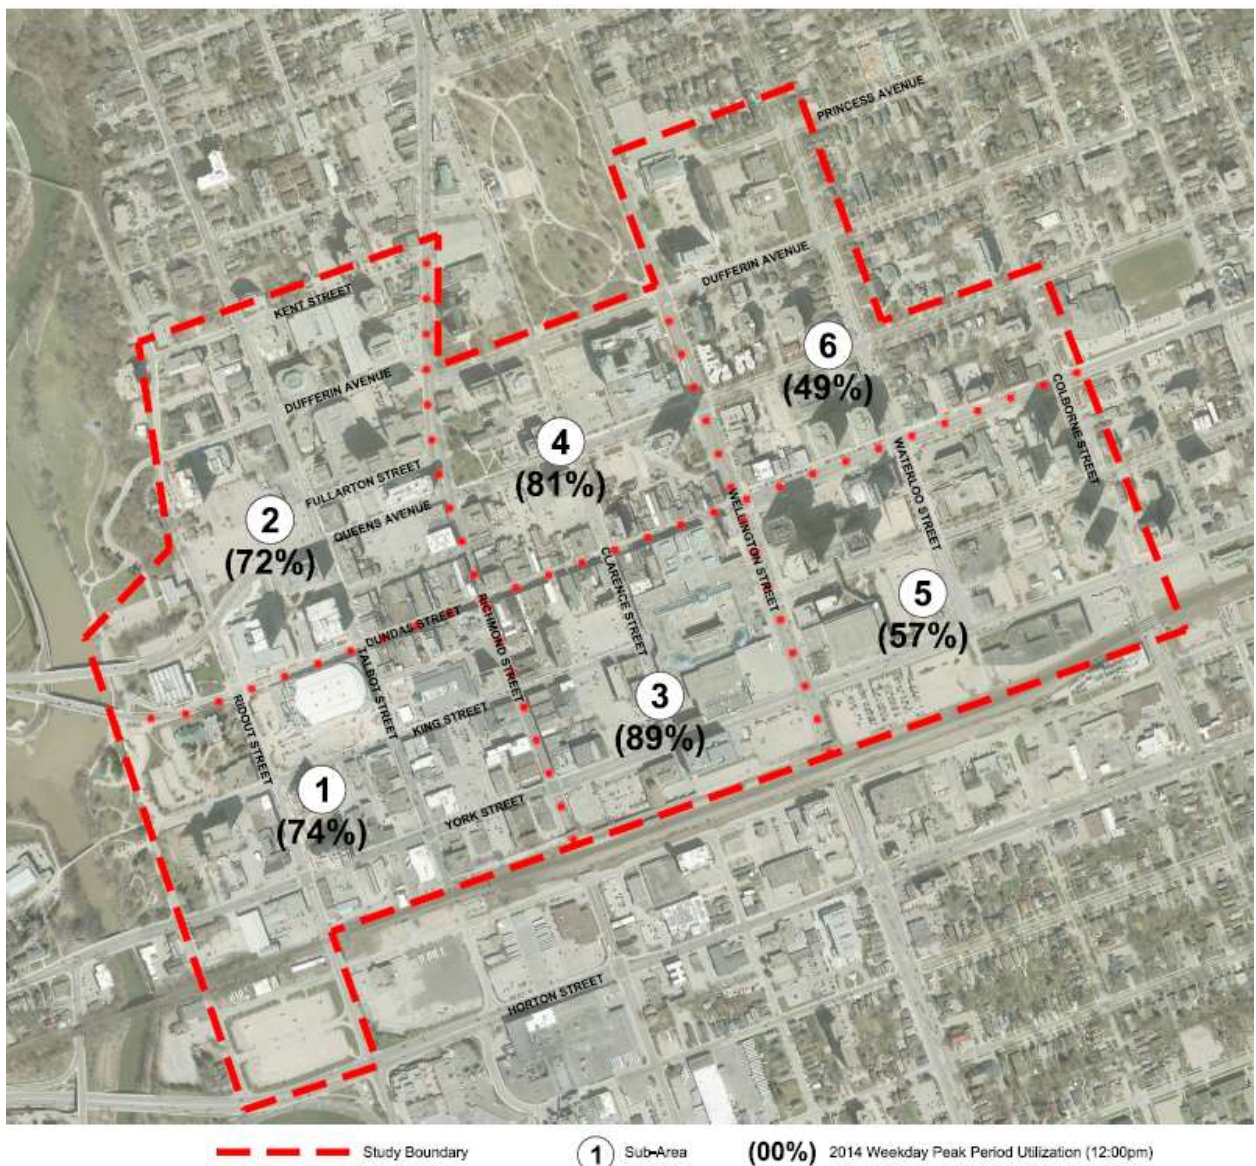 PRINCESS AVENUE
DUFFERIN AVENUE
KENT STREET
6
(49%)
DUFFERIN AVENUE
COLBORNE STREET
4
(81%)
WATERLOO STREET
FULLARTON STREET
2
(72%)
QUEENS AVENUE
WELLINGTON STREET
CLARENCE STREET
5
(57%)
DUNDAS STREET
RICHMOND STREET
TALBOT STREET
RIDOUT STREET
KING STREET
3
(89%)
1
(74%)
YORK STREET
HORTON STREET
Study Boundary
1 Sub-Area
(00%) 2014 Weekday Peak Period Utilization (12:00pm)